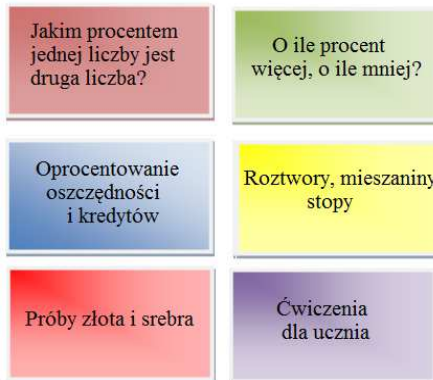 Jakim procentem
jednej liczby jest
druga liczba?
O ile procent
więcej, o ile mniej?
Oprocentowanie
oszczędności
i kredytów
Roztwory, mieszaniny
stopy
Próby złota i srebra
Ćwiczenia
dla ucznia